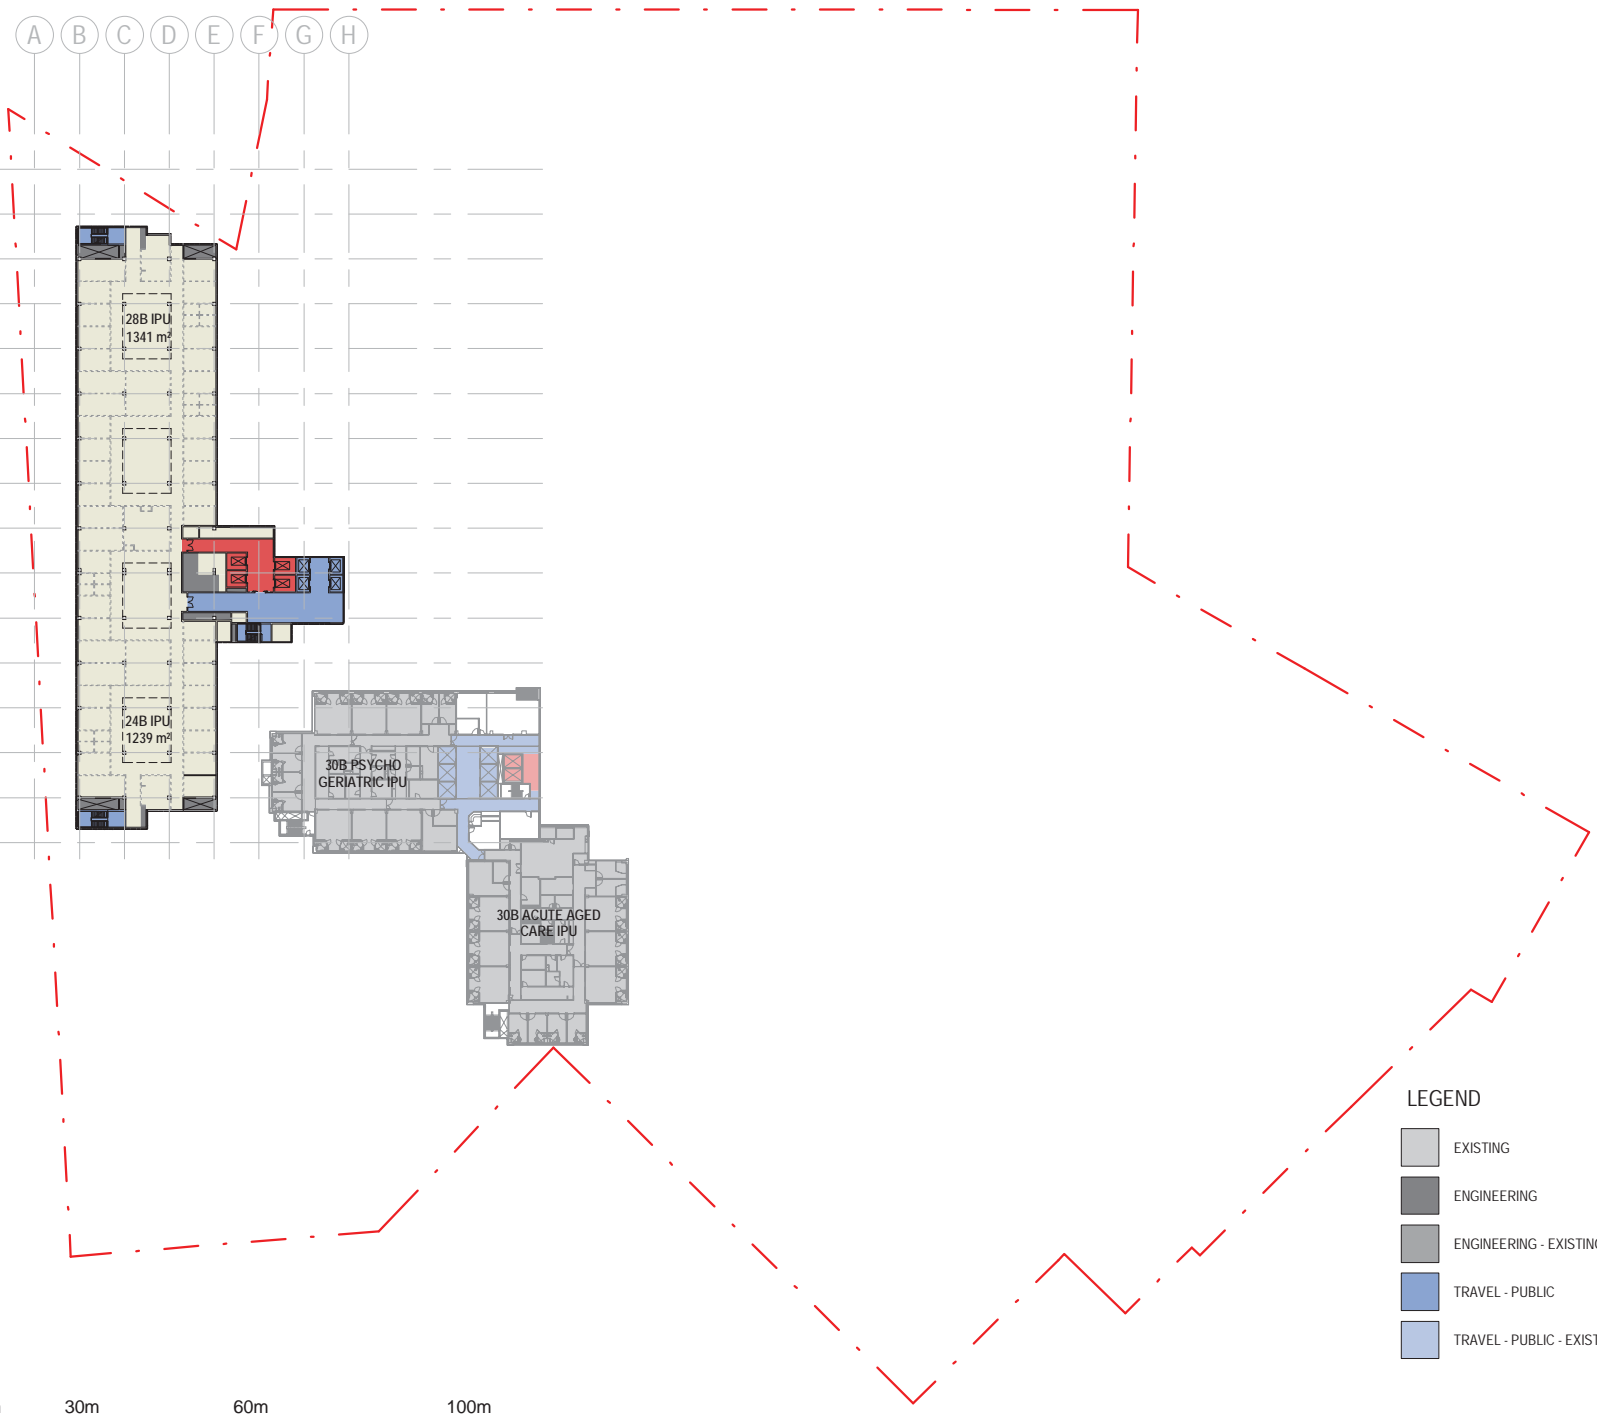 A B C D E F G H
28B IPU
1341 m²
24B IPU
1239 m²
30B PSYCHO
GERIATRIC IPU
30B ACUTE AGED
CARE IPU
LEGEND
EXISTING
ENGINEERING
ENGINEERING - EXISTING
TRAVEL - PUBLIC
TRAVEL - PUBLIC - EXIST
30m 60m 100m